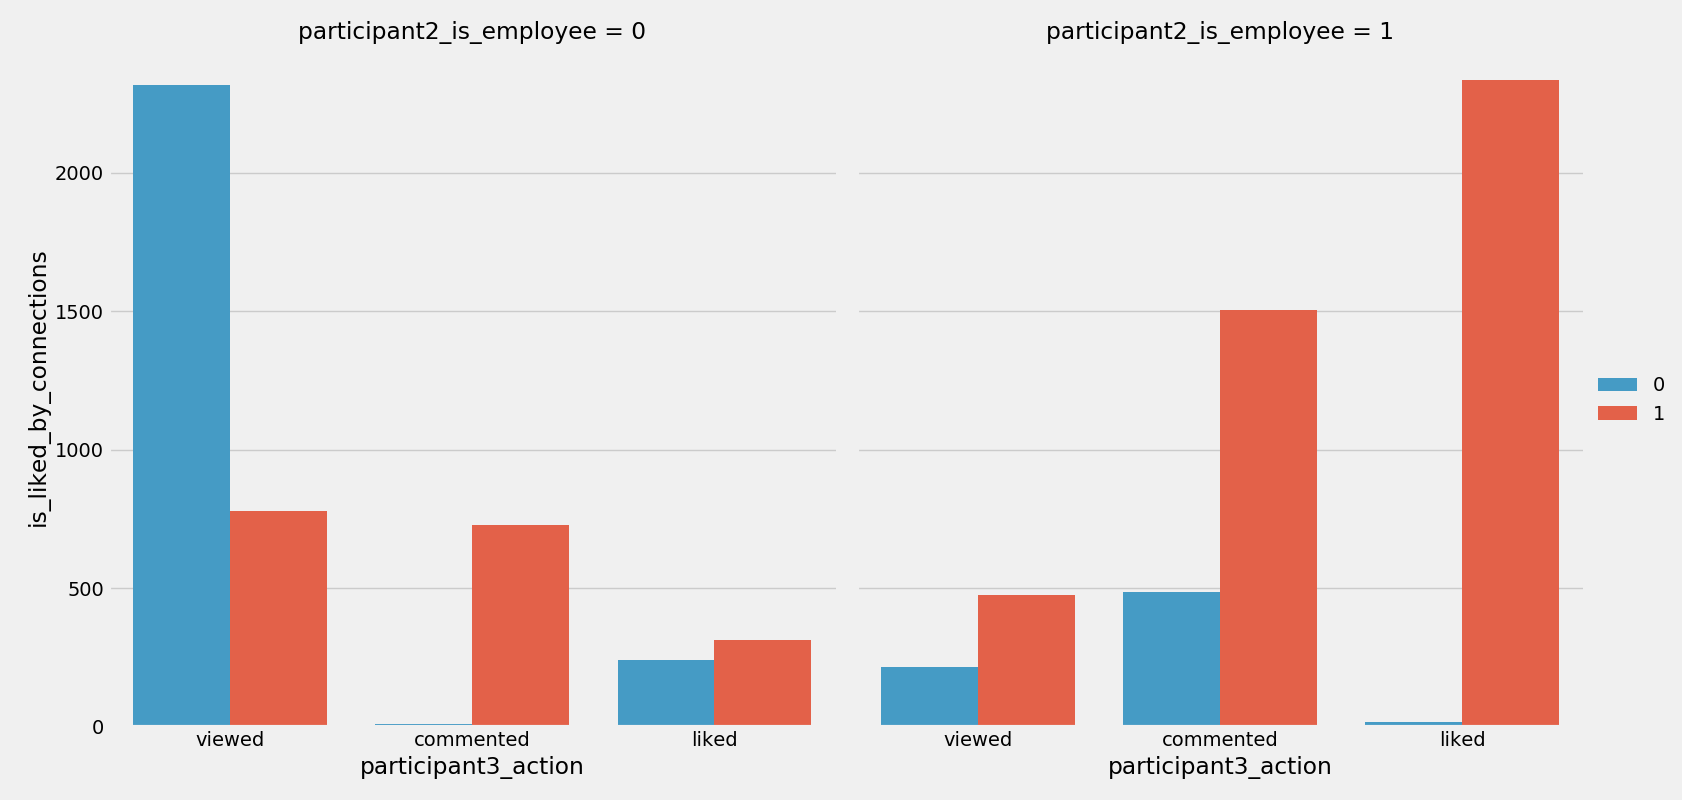 participant2_is_employee = 0
participant2_is_employee = 1
is_liked_by_connections
2000
1500
1000
500
0
viewed
commented
liked
participant3_action
viewed
commented
liked
participant3_action
0
1